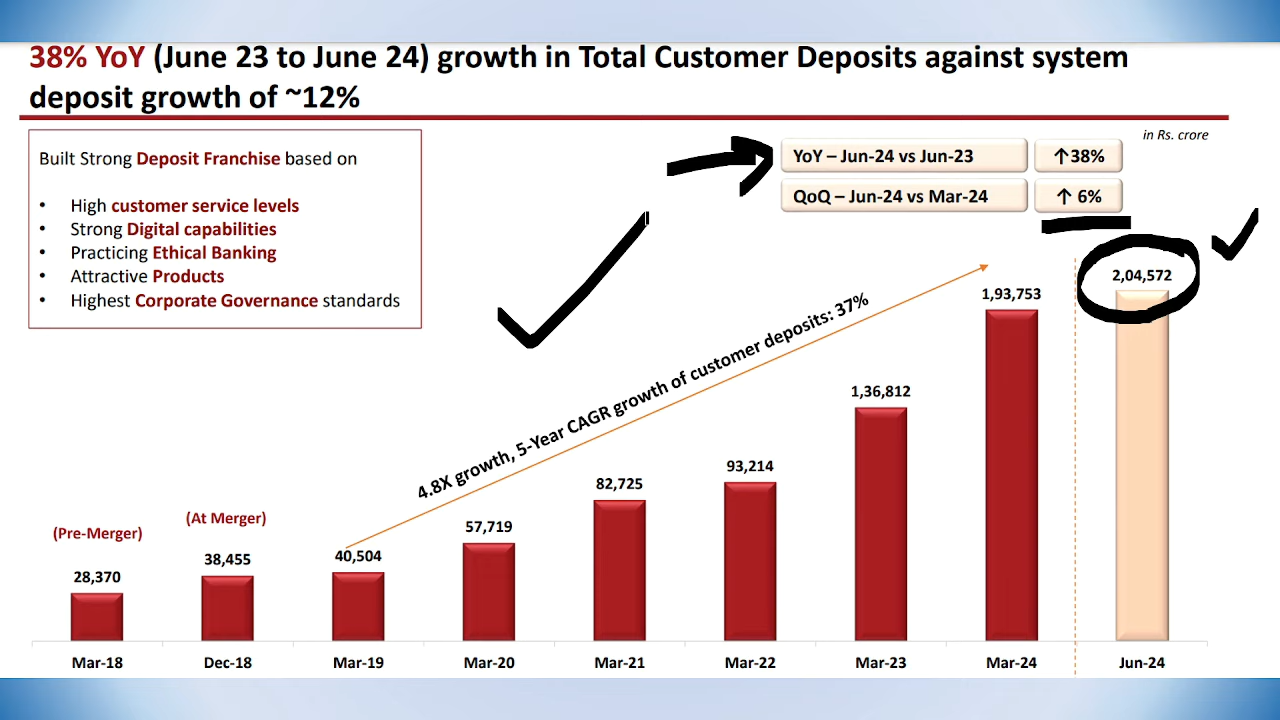 38% YoY (June 23 to June 24) growth in Total Customer Deposits against system
deposit growth of ~12%
in Rs. crore
Built Strong Deposit Franchise based on
• High customer service levels
• Strong Digital capabilities
• Practicing Ethical Banking
• Attractive Products
• Highest Corporate Governance standards
YoY – Jun-24 vs Jun-23 ↑38%
QoQ – Jun-24 vs Mar-24 ↑ 6%
4.8X growth, 5-Year CAGR growth of customer deposits: 37%
(Pre-Merger)
(At Merger)
28,370
38,455
40,504
57,719
82,725
93,214
1,36,812
1,93,753
2,04,572
Mar-18
Dec-18
Mar-19
Mar-20
Mar-21
Mar-22
Mar-23
Mar-24
Jun-24